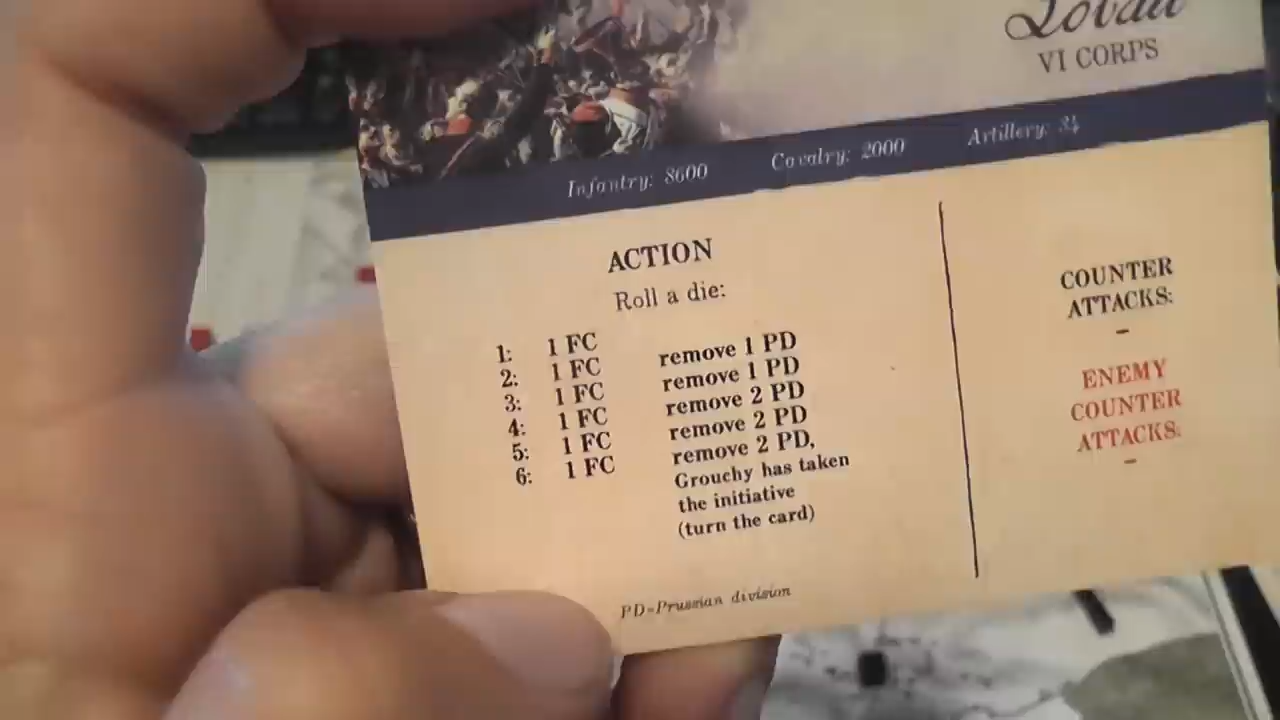 Lobau
VI CORPS
Infantry: 8600 Cavalry: 2000 Artillery: 34
ACTION
Roll a die:
1: 1 FC remove 1 PD
2: 1 FC remove 1 PD
3: 1 FC remove 2 PD
4: 1 FC remove 2 PD
5: 1 FC remove 2 PD,
6: 1 FC Grouchy has taken
the initiative
(turn the card)
PD=Prussian division
COUNTER
ATTACKS:
-
ENEMY
COUNTER
ATTACKS:
-